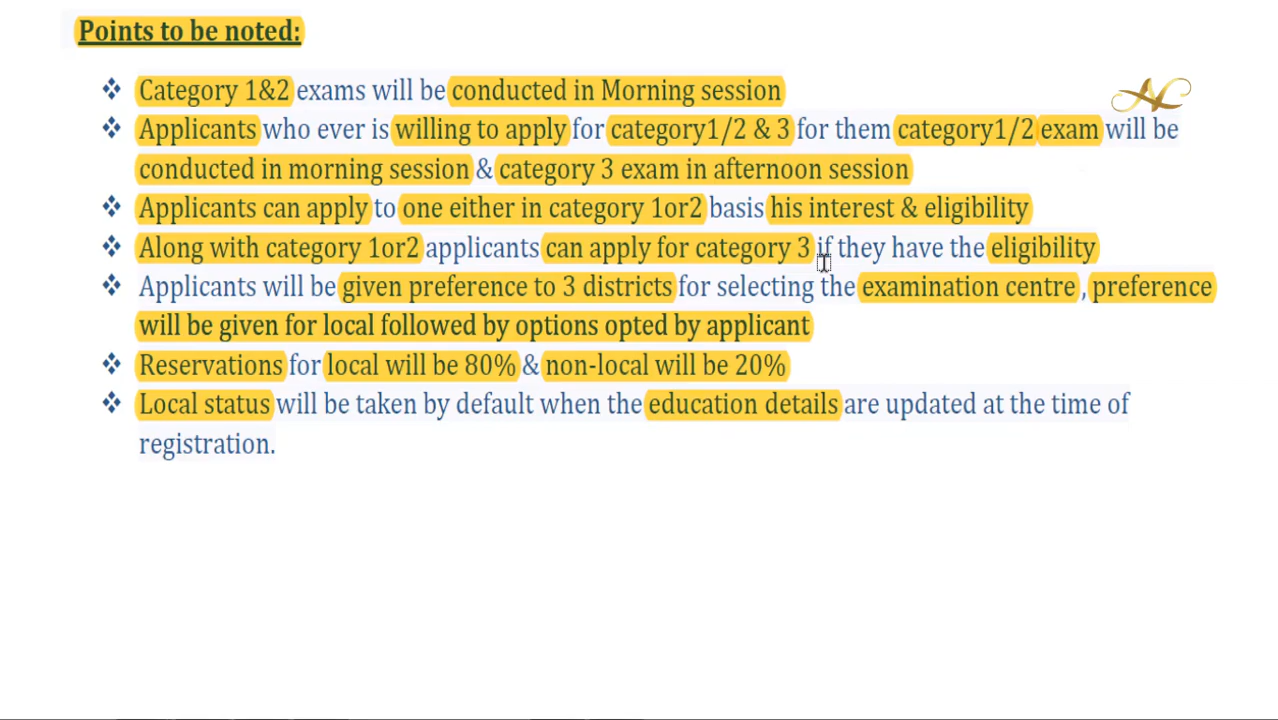 Points to be noted:
❖ Category 1&2 exams will be conducted in Morning session
❖ Applicants who ever is willing to apply for category1/2 & 3 for them category1/2 exam will be
conducted in morning session & category 3 exam in afternoon session
❖ Applicants can apply to one either in category 1or2 basis his interest & eligibility
❖ Along with category 1or2 applicants can apply for category 3 if they have the eligibility
❖ Applicants will be given preference to 3 districts for selecting the examination centre , preference
will be given for local followed by options opted by applicant
❖ Reservations for local will be 80% & non-local will be 20%
❖ Local status will be taken by default when the education details are updated at the time of
registration.